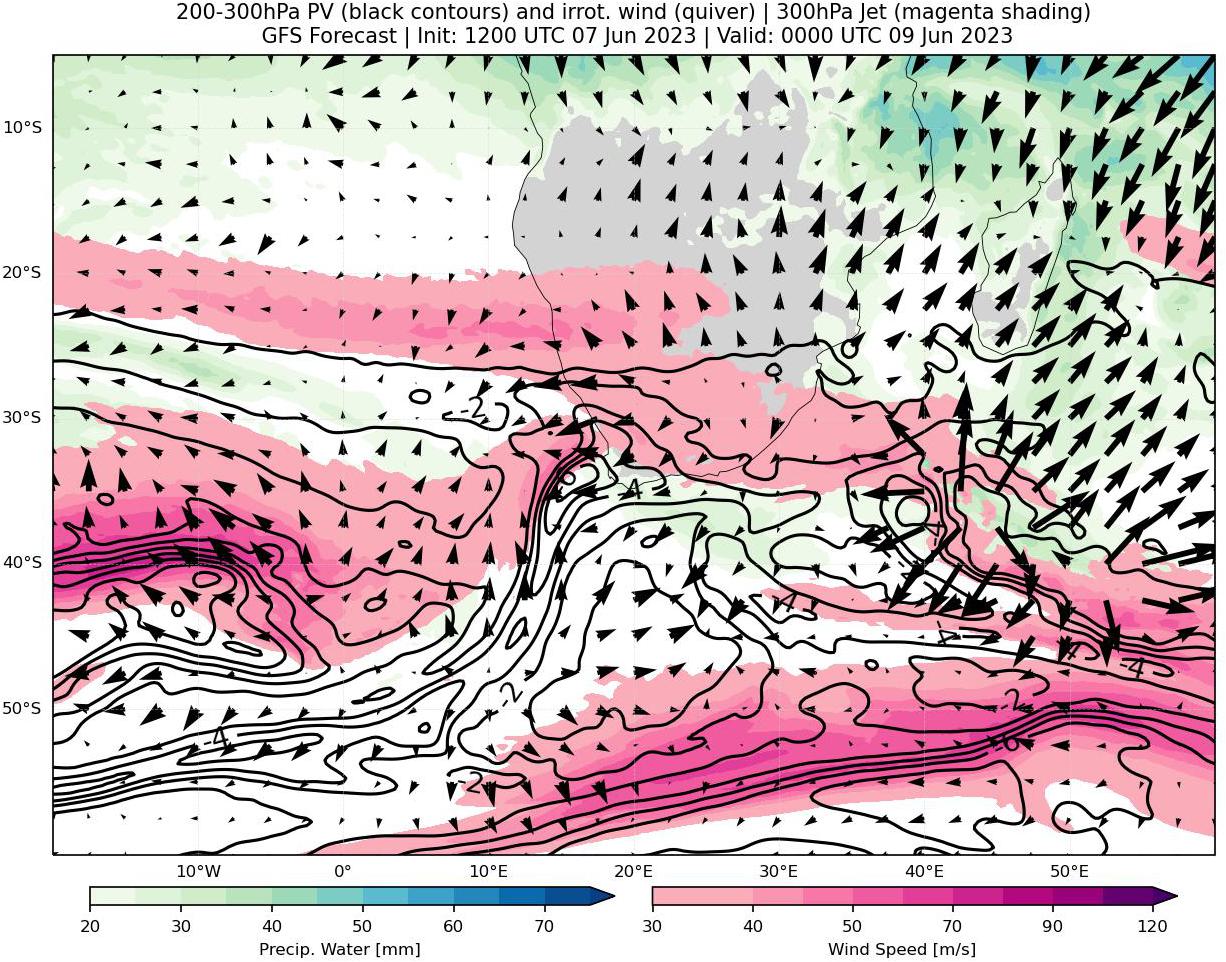 200-300hPa PV (black contours) and irrot. wind (quiver) | 300hPa Jet (magenta shading)
GFS Forecast | Init: 1200 UTC 07 Jun 2023 | Valid: 0000 UTC 09 Jun 2023
10°S
20°S
30°S
40°S
50°S
-2
-4
-4
-4
-4
-4
-2
-2
-4
-6
-2
10°W 0° 10°E 20°E 30°E 40°E 50°E
20 30 40 50 60 70
30 40 50 70 90 120
Precip. Water [mm]
Wind Speed [m/s]